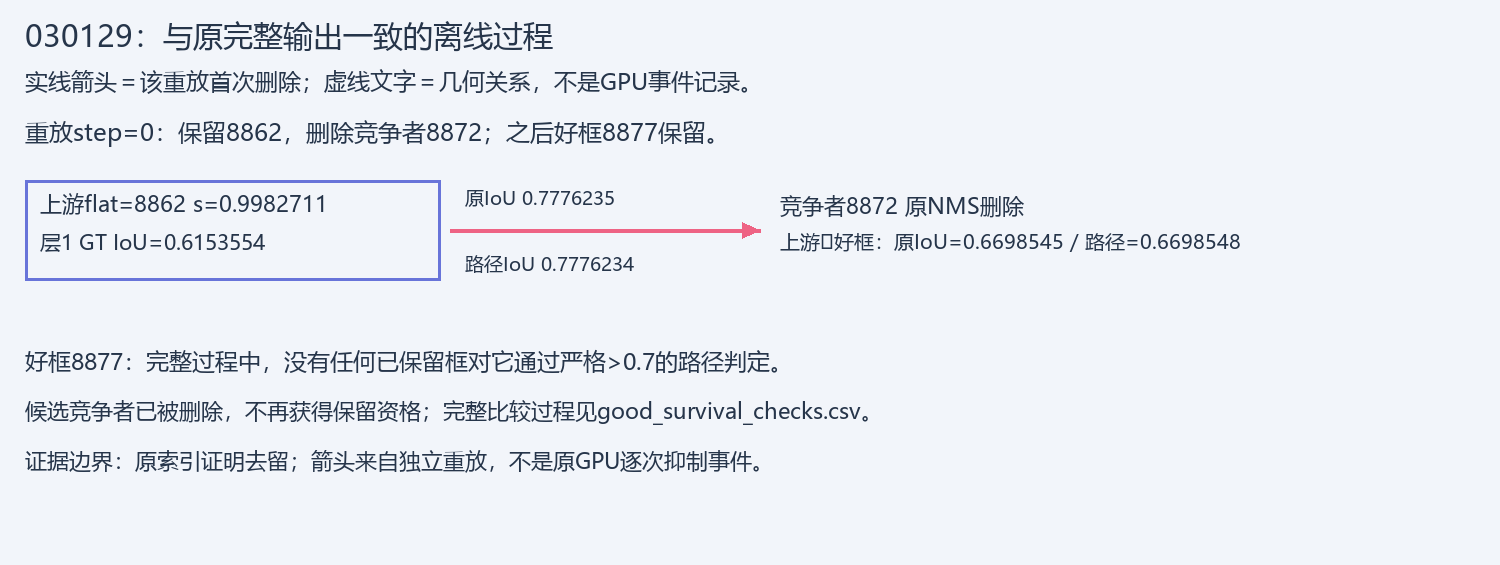 030129：与原完整输出一致的离线过程
实线箭头＝该重放首次删除；虚线文字＝几何关系，不是GPU事件记录。
重放step=0：保留8862，删除竞争者8872；之后好框8877保留。
上游flat=8862 s=0.9982711
层1 GT IoU=0.6153554
原IoU 0.7776235
路径IoU 0.7776234
竞争者8872 原NMS删除
上游▯好框：原IoU=0.6698545 / 路径=0.6698548
好框8877：完整过程中，没有任何已保留框对它通过严格>0.7的路径判定。
候选竞争者已被删除，不再获得保留资格；完整比较过程见good_survival_checks.csv。
证据边界：原索引证明去留；箭头来自独立重放，不是原GPU逐次抑制事件。